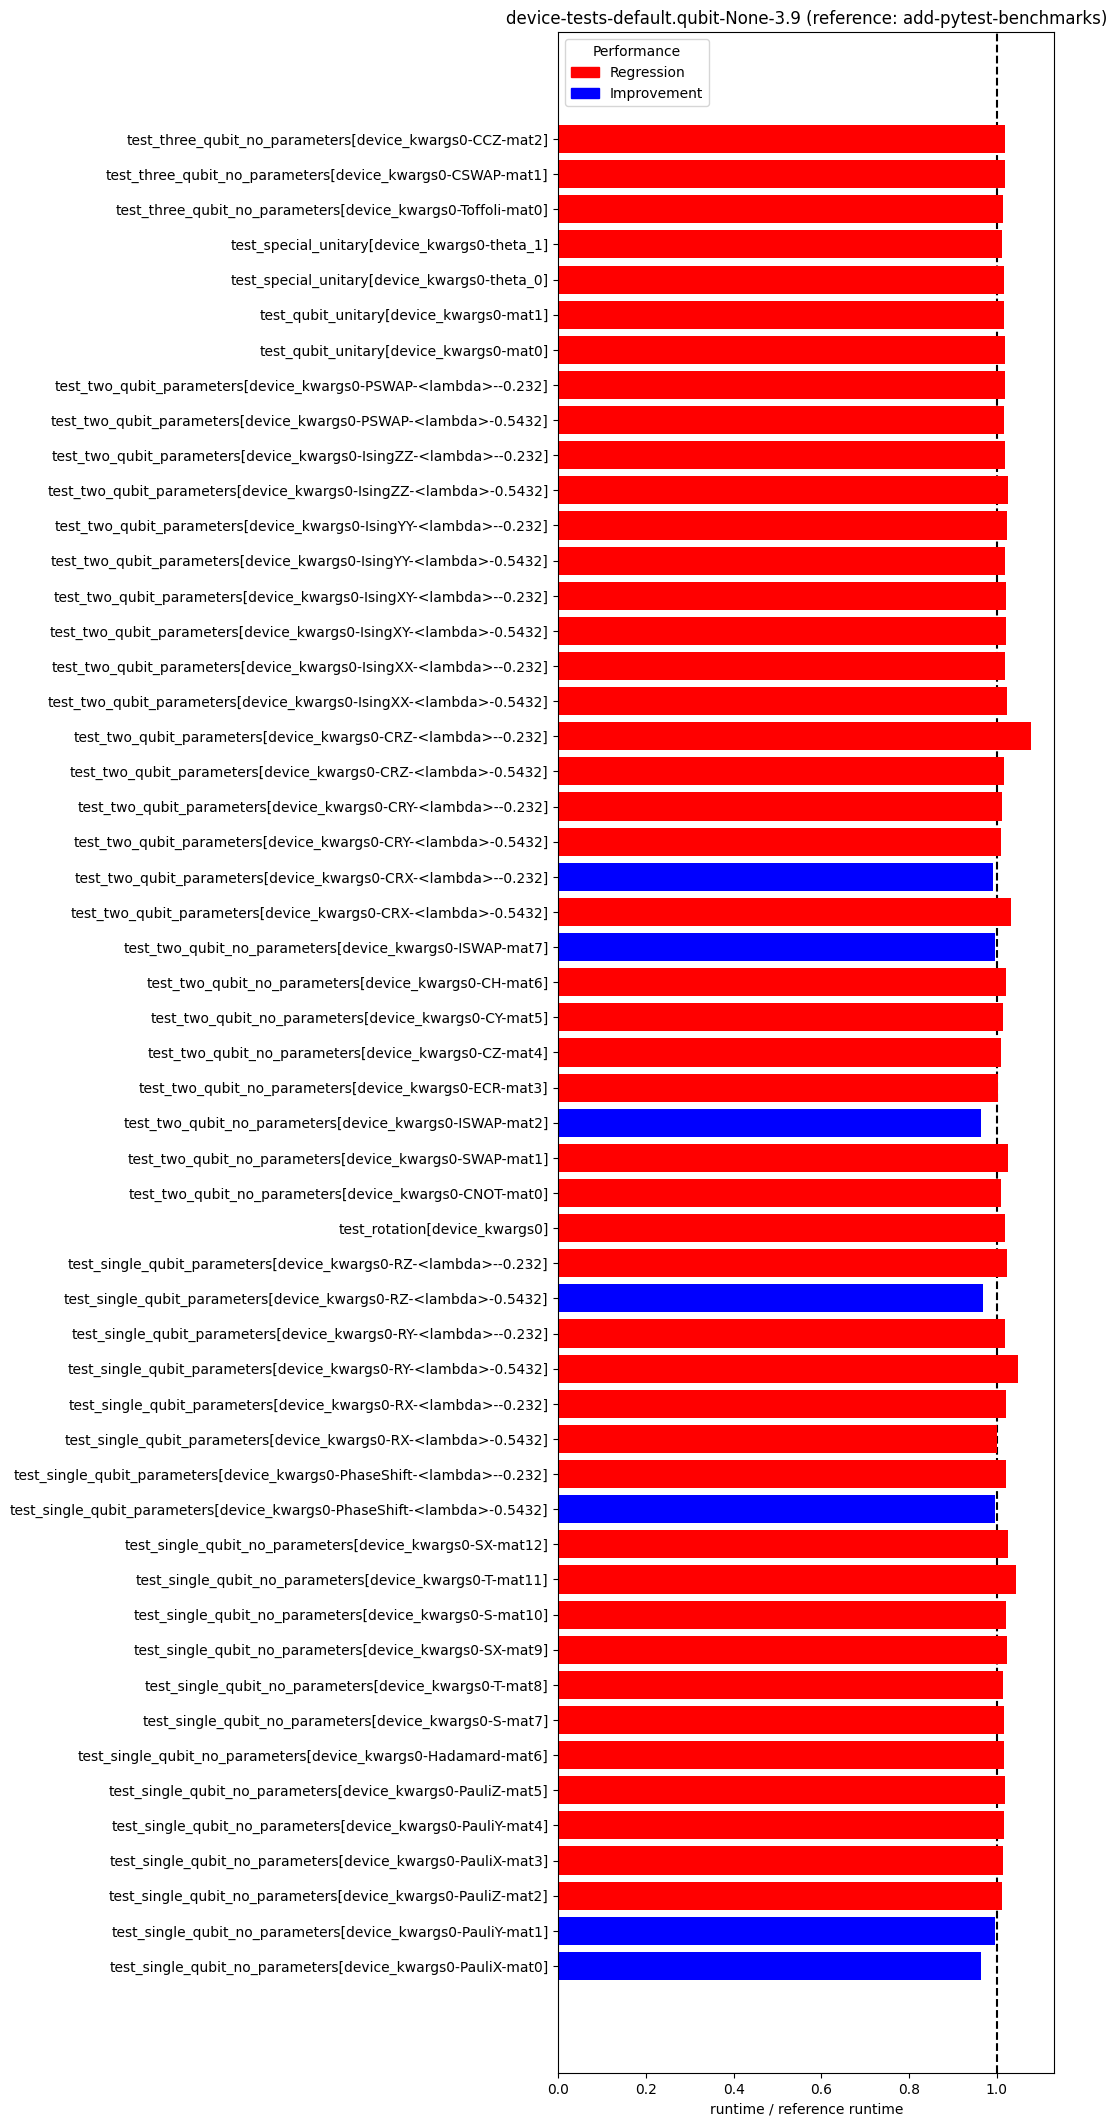 device-tests-default.qubit-None-3.9 (reference: add-pytest-benchmarks)
Performance
Regression
Improvement
test_three_qubit_no_parameters[device_kwargs0-CCZ-mat2]
test_three_qubit_no_parameters[device_kwargs0-CSWAP-mat1]
test_three_qubit_no_parameters[device_kwargs0-Toffoli-mat0]
test_special_unitary[device_kwargs0-theta_1]
test_special_unitary[device_kwargs0-theta_0]
test_qubit_unitary[device_kwargs0-mat1]
test_qubit_unitary[device_kwargs0-mat0]
test_two_qubit_parameters[device_kwargs0-PSWAP-<lambda>--0.232]
test_two_qubit_parameters[device_kwargs0-PSWAP-<lambda>-0.5432]
test_two_qubit_parameters[device_kwargs0-IsingZZ-<lambda>--0.232]
test_two_qubit_parameters[device_kwargs0-IsingZZ-<lambda>-0.5432]
test_two_qubit_parameters[device_kwargs0-IsingYY-<lambda>--0.232]
test_two_qubit_parameters[device_kwargs0-IsingYY-<lambda>-0.5432]
test_two_qubit_parameters[device_kwargs0-IsingXY-<lambda>--0.232]
test_two_qubit_parameters[device_kwargs0-IsingXY-<lambda>-0.5432]
test_two_qubit_parameters[device_kwargs0-IsingXX-<lambda>--0.232]
test_two_qubit_parameters[device_kwargs0-IsingXX-<lambda>-0.5432]
test_two_qubit_parameters[device_kwargs0-CRZ-<lambda>--0.232]
test_two_qubit_parameters[device_kwargs0-CRZ-<lambda>-0.5432]
test_two_qubit_parameters[device_kwargs0-CRY-<lambda>--0.232]
test_two_qubit_parameters[device_kwargs0-CRY-<lambda>-0.5432]
test_two_qubit_parameters[device_kwargs0-CRX-<lambda>--0.232]
test_two_qubit_parameters[device_kwargs0-CRX-<lambda>-0.5432]
test_two_qubit_no_parameters[device_kwargs0-ISWAP-mat7]
test_two_qubit_no_parameters[device_kwargs0-CH-mat6]
test_two_qubit_no_parameters[device_kwargs0-CY-mat5]
test_two_qubit_no_parameters[device_kwargs0-CZ-mat4]
test_two_qubit_no_parameters[device_kwargs0-ECR-mat3]
test_two_qubit_no_parameters[device_kwargs0-ISWAP-mat2]
test_two_qubit_no_parameters[device_kwargs0-SWAP-mat1]
test_two_qubit_no_parameters[device_kwargs0-CNOT-mat0]
test_rotation[device_kwargs0]
test_single_qubit_parameters[device_kwargs0-RZ-<lambda>--0.232]
test_single_qubit_parameters[device_kwargs0-RZ-<lambda>-0.5432]
test_single_qubit_parameters[device_kwargs0-RY-<lambda>--0.232]
test_single_qubit_parameters[device_kwargs0-RY-<lambda>-0.5432]
test_single_qubit_parameters[device_kwargs0-RX-<lambda>--0.232]
test_single_qubit_parameters[device_kwargs0-RX-<lambda>-0.5432]
test_single_qubit_parameters[device_kwargs0-PhaseShift-<lambda>--0.232]
test_single_qubit_parameters[device_kwargs0-PhaseShift-<lambda>-0.5432]
test_single_qubit_no_parameters[device_kwargs0-SX-mat12]
test_single_qubit_no_parameters[device_kwargs0-T-mat11]
test_single_qubit_no_parameters[device_kwargs0-S-mat10]
test_single_qubit_no_parameters[device_kwargs0-SX-mat9]
test_single_qubit_no_parameters[device_kwargs0-T-mat8]
test_single_qubit_no_parameters[device_kwargs0-S-mat7]
test_single_qubit_no_parameters[device_kwargs0-Hadamard-mat6]
test_single_qubit_no_parameters[device_kwargs0-PauliZ-mat5]
test_single_qubit_no_parameters[device_kwargs0-PauliY-mat4]
test_single_qubit_no_parameters[device_kwargs0-PauliX-mat3]
test_single_qubit_no_parameters[device_kwargs0-PauliZ-mat2]
test_single_qubit_no_parameters[device_kwargs0-PauliY-mat1]
test_single_qubit_no_parameters[device_kwargs0-PauliX-mat0]
0.0 0.2 0.4 0.6 0.8 1.0
runtime / reference runtime